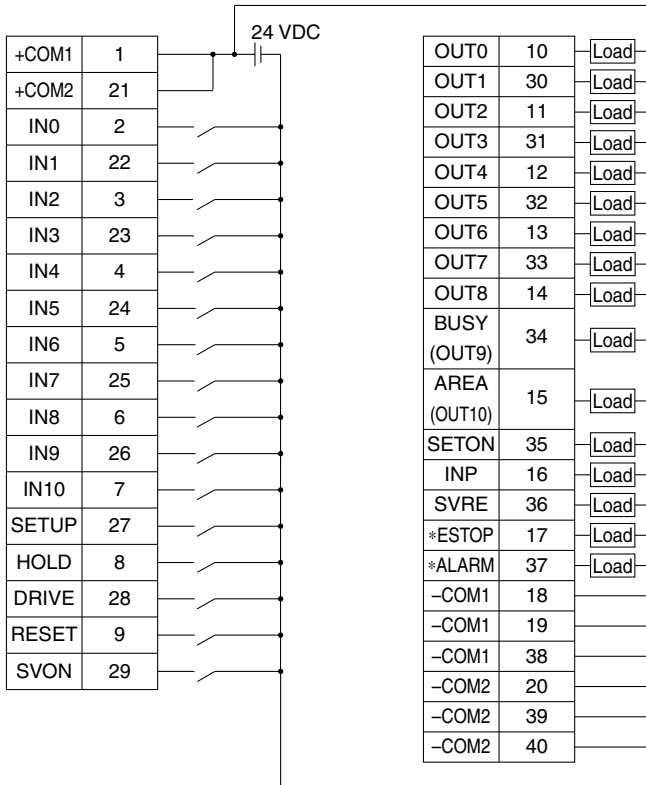 24 VDC
+COM1 1
+COM2 21
IN0 2
IN1 22
IN2 3
IN3 23
IN4 4
IN5 24
IN6 5
IN7 25
IN8 6
IN9 26
IN10 7
SETUP 27
HOLD 8
DRIVE 28
RESET 9
SVON 29
OUT0 10 Load
OUT1 30 Load
OUT2 11 Load
OUT3 31 Load
OUT4 12 Load
OUT5 32 Load
OUT6 13 Load
OUT7 33 Load
OUT8 14 Load
BUSY
(OUT9) 34 Load
AREA
(OUT10) 15 Load
SETON 35 Load
INP 16 Load
SVRE 36 Load
*ESTOP 17 Load
*ALARM 37 Load
−COM1 18
−COM1 19
−COM1 38
−COM2 20
−COM2 39
−COM2 40